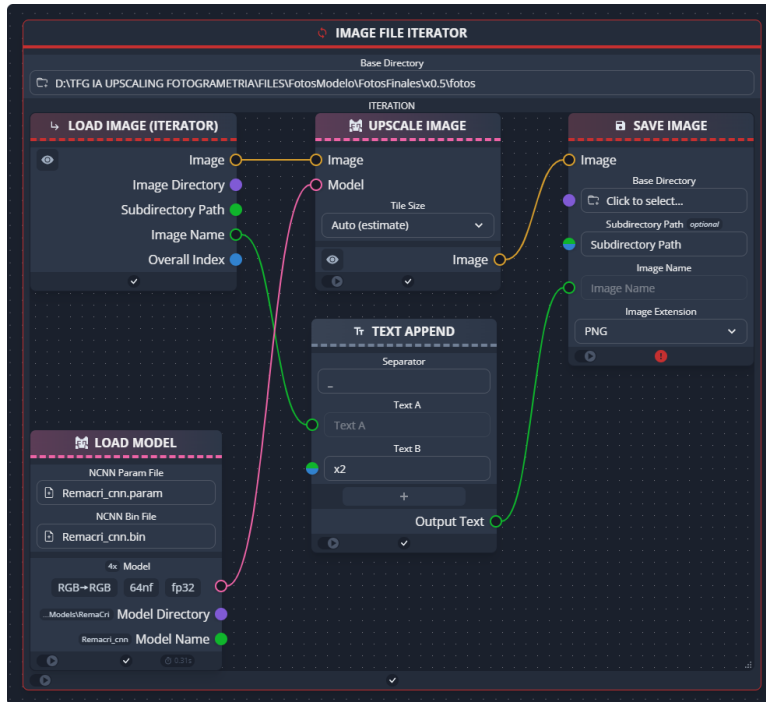 IMAGE FILE ITERATOR
Base Directory
D:\TFG IA UPSCALING FOTOGRAMETRIA\FILES\FotosModelo\FotosFinales\x0.5\fotos
ITERATION
LOAD IMAGE (ITERATOR)
Image
Image Directory
Subdirectory Path
Image Name
Overall Index
UPSCALE IMAGE
Image
Model
Tile Size
Auto (estimate)
Image
SAVE IMAGE
Image
Base Directory
Click to select...
Subdirectory Path optional
Subdirectory Path
Image Name
Image Name
Image Extension
PNG
TEXT APPEND
Separator
_
Text A
Text A
Text B
x2
+
Output Text
LOAD MODEL
NCNN Param File
Remacri_cnn.param
NCNN Bin File
Remacri_cnn.bin
4x Model
RGB→RGB 64nf fp32
...Models\RemaCri Model Directory
Remacri_cnn Model Name
0.31s